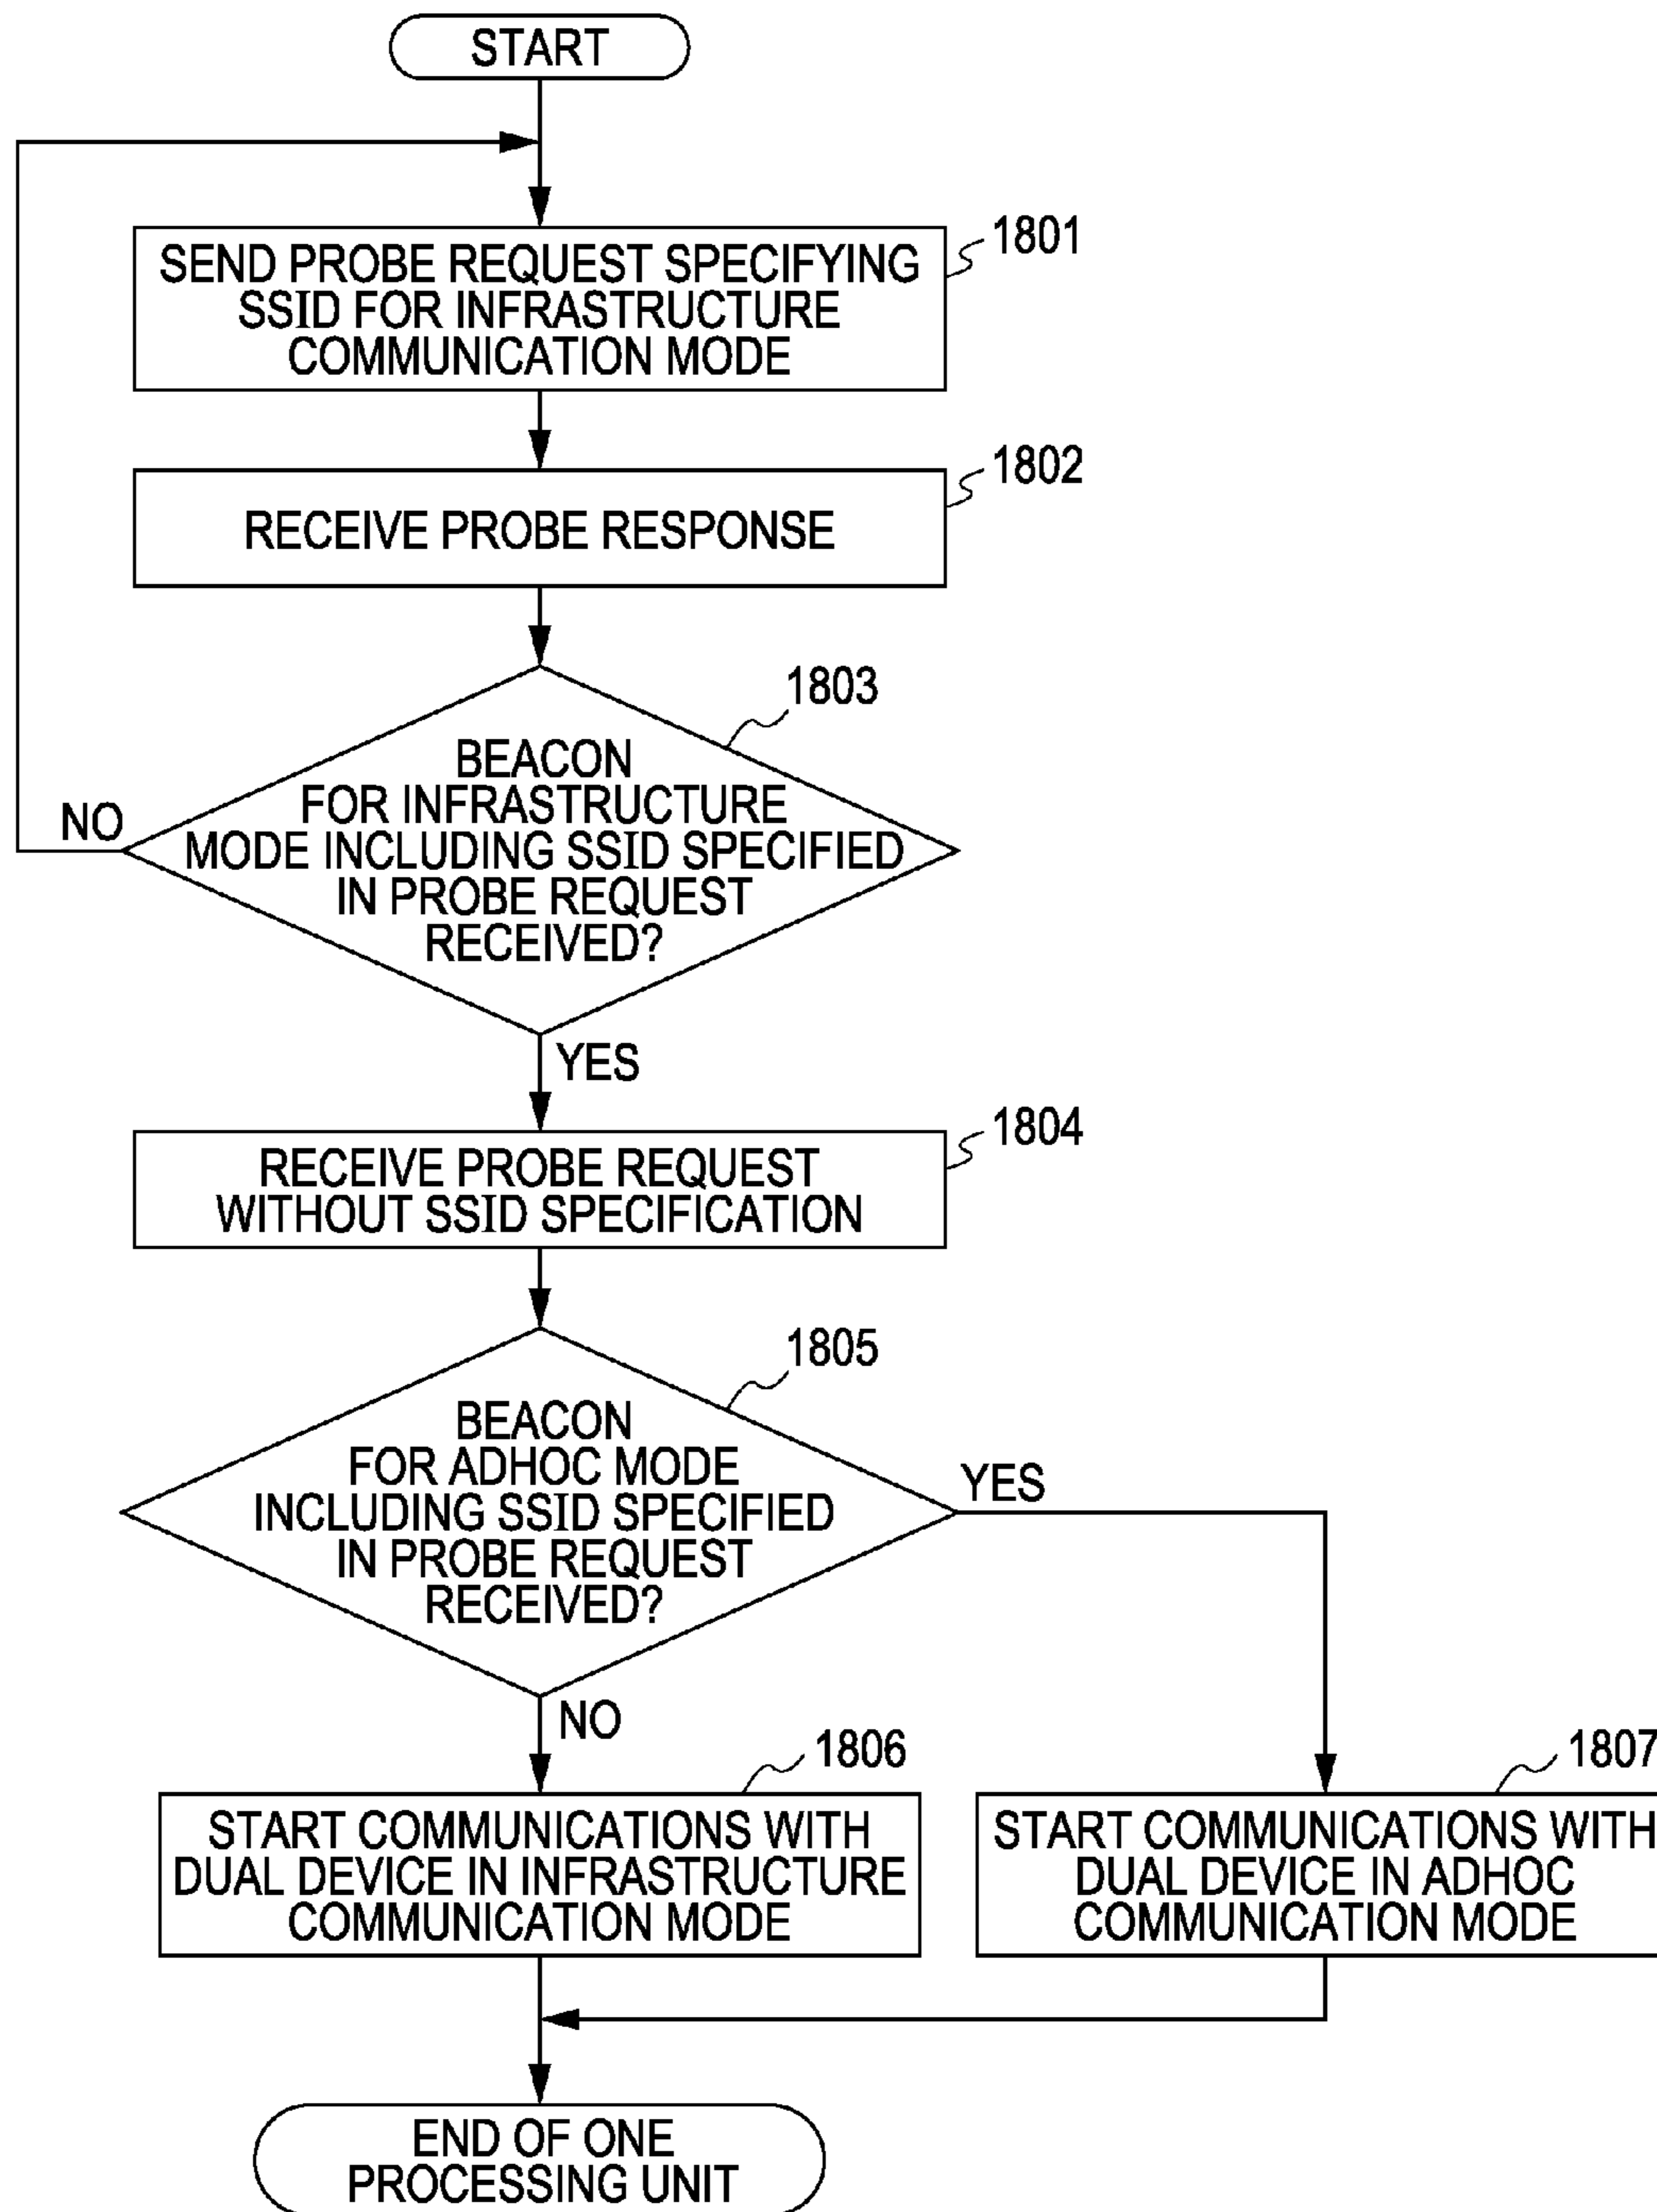 START
1801
SEND PROBE REQUEST SPECIFYING
SSID FOR INFRASTRUCTURE
COMMUNICATION MODE
1802
RECEIVE PROBE RESPONSE
1803
BEACON
FOR INFRASTRUCTURE
MODE INCLUDING SSID SPECIFIED
IN PROBE REQUEST
RECEIVED?
NO
YES
1804
RECEIVE PROBE REQUEST
WITHOUT SSID SPECIFICATION
1805
BEACON
FOR ADHOC MODE
INCLUDING SSID SPECIFIED
IN PROBE REQUEST
RECEIVED?
YES
NO
1806
START COMMUNICATIONS WITH
DUAL DEVICE IN INFRASTRUCTURE
COMMUNICATION MODE
1807
START COMMUNICATIONS WITH
DUAL DEVICE IN ADHOC
COMMUNICATION MODE
END OF ONE
PROCESSING UNIT